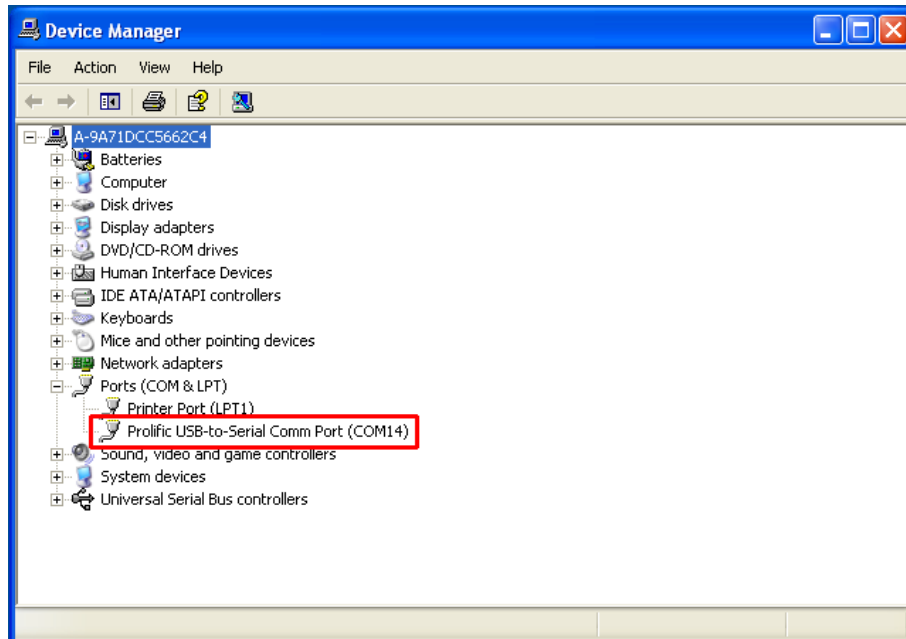 Device Manager
File Action View Help
A-9A71DCC5662C4
Batteries
Computer
Disk drives
Display adapters
DVD/CD-ROM drives
Human Interface Devices
IDE ATA/ATAPI controllers
Keyboards
Mice and other pointing devices
Network adapters
Ports (COM & LPT)
Printer Port (LPT1)
Prolific USB-to-Serial Comm Port (COM14)
Sound, video and game controllers
System devices
Universal Serial Bus controllers